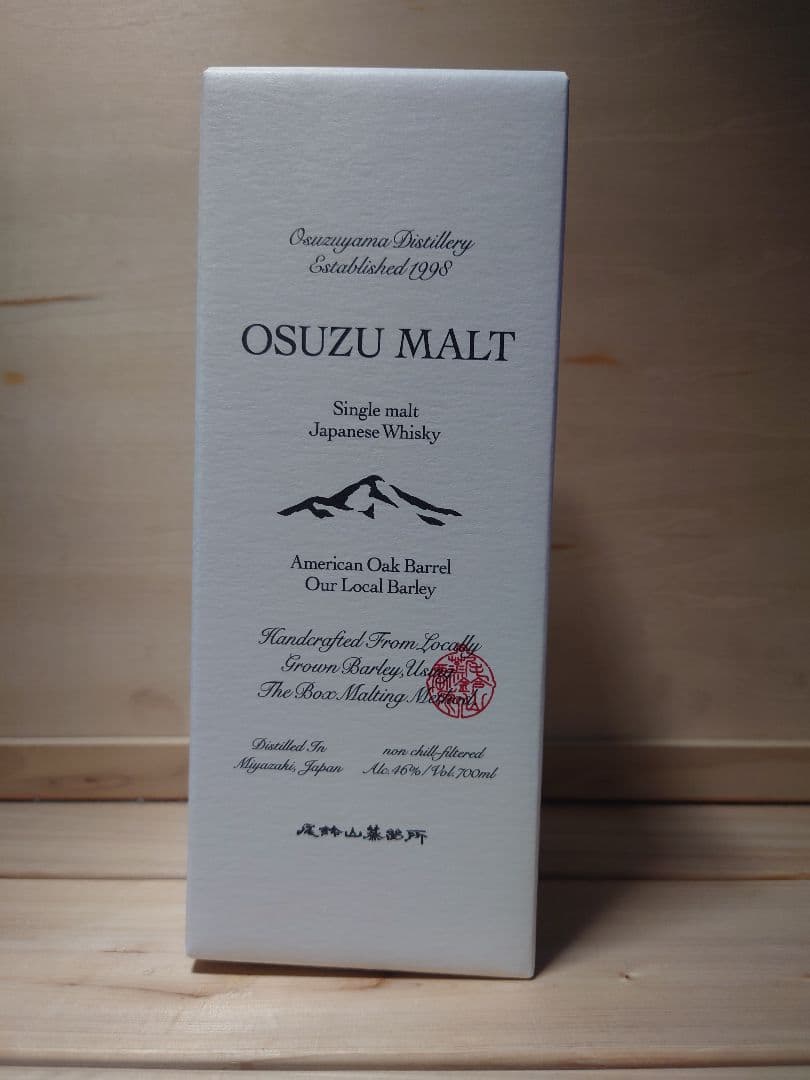 Osuzuyama Distillery
Established 1998
OSUZU MALT
Single malt
Japanese Whisky
American Oak Barrel
Our Local Barley
Handcrafted From Locally
Grown Barley, Using
The Box Malting Method.
Distilled In
Miyazaki, Japan
non chill-filtered
Alc. 46% / Vol. 700ml
尾鈴山蒸留所